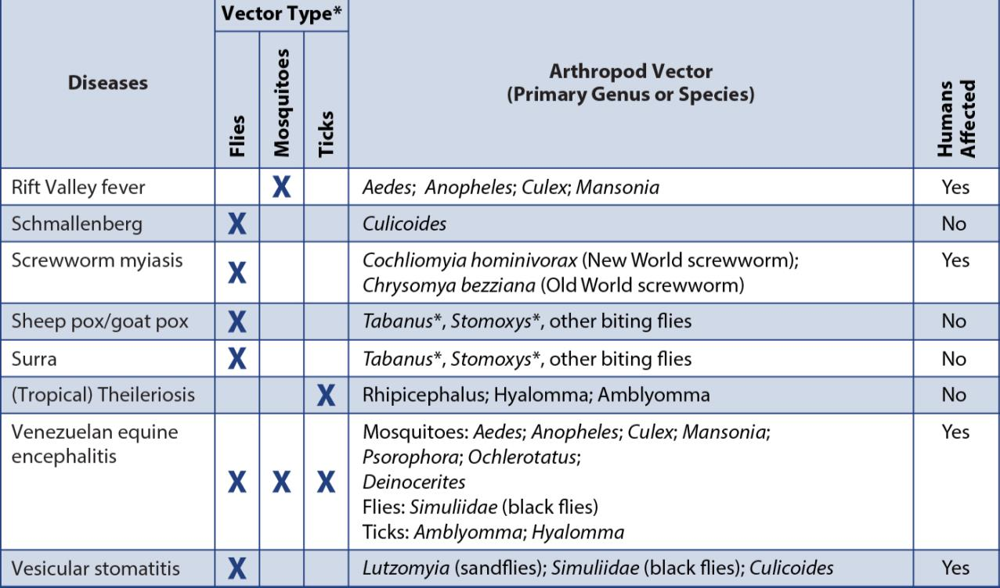 Vector Type*
Diseases
Flies
Mosquitoes
Ticks
Arthropod Vector
(Primary Genus or Species)
Humans
Affected
Rift Valley fever X Aedes; Anopheles; Culex; Mansonia Yes
Schmallenberg X Culicoides No
Screwworm myiasis X Cochliomyia hominivorax (New World screwworm); Yes
Chrysomya bezziana (Old World screwworm)
Sheep pox/goat pox X Tabanus*, Stomoxys*, other biting flies No
Surra X Tabanus*, Stomoxys*, other biting flies No
(Tropical) Theileriosis X Rhipicephalus; Hyalomma; Amblyomma No
Venezuelan equine Mosquitoes: Aedes; Anopheles; Culex; Mansonia; Yes
encephalitis Psorophora; Ochlerotatus;
X X X Deinocerites
Flies: Simuliidae (black flies)
Ticks: Amblyomma; Hyalomma
Vesicular stomatitis X Lutzomyia (sandflies); Simuliidae (black flies); Culicoides Yes